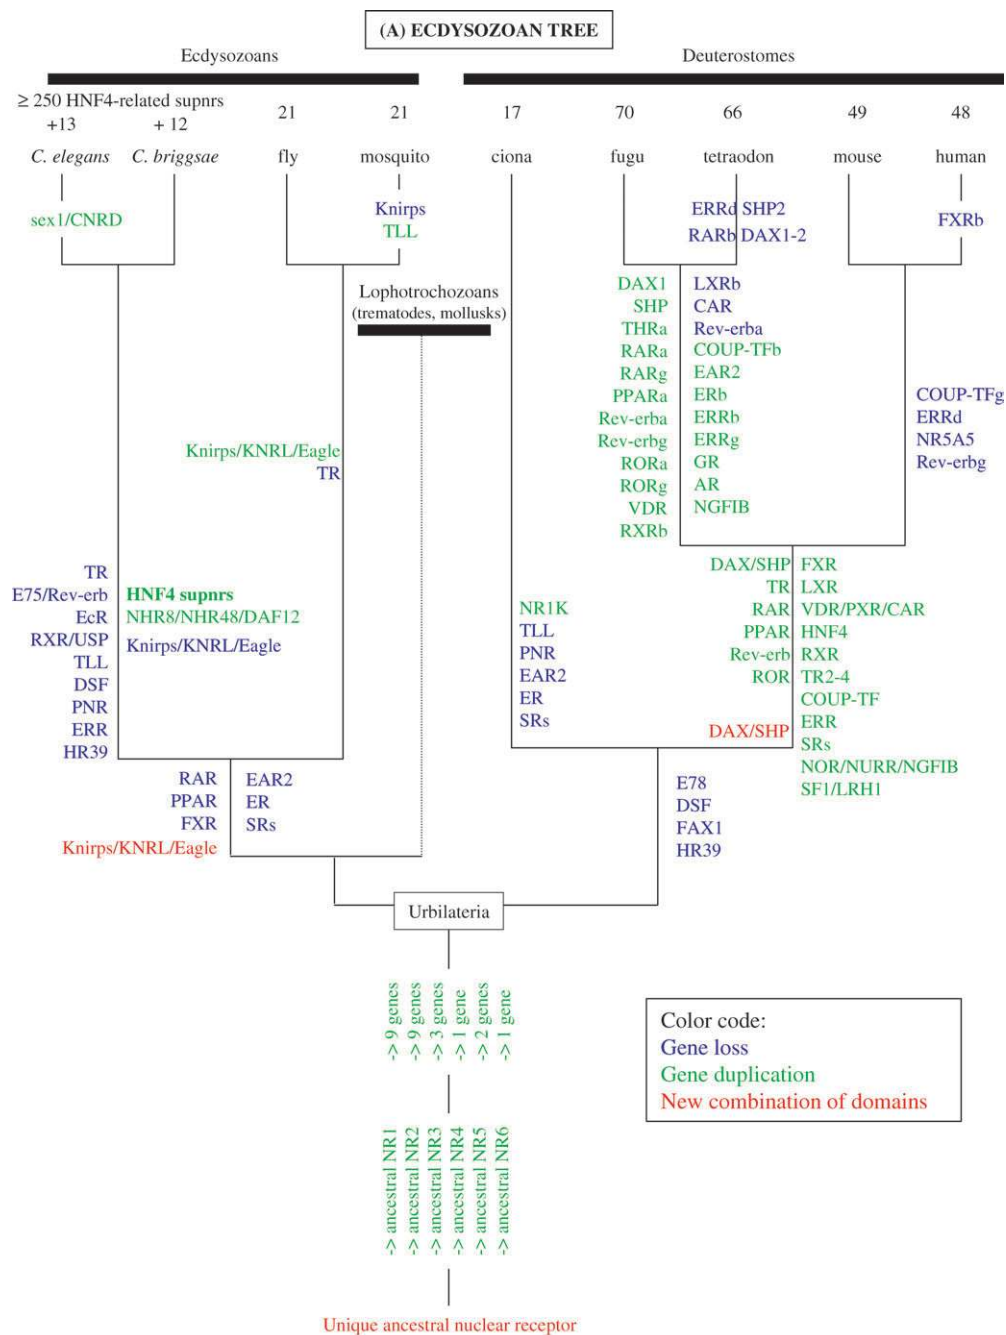 (A) ECDYSOZOAN TREE
Ecdysozoans
Deuterostomes
≥ 250 HNF4-related supnrs
+13
+ 12
21
21
17
70
66
49
48
C. elegans
C. briggsae
fly
mosquito
ciona
fugu
tetraodon
mouse
human
sex1/CNRD
Knirps
TLL
ERRd SHP2
RARb DAX1-2
FXRb
Lophotrochozoans
(trematodes, mollusks)
DAX1
SHP
THRa
RARa
RARg
PPARa
Rev-erba
Rev-erbg
RORa
RORg
VDR
RXRb
LXRb
CAR
Rev-erba
COUP-TFb
EAR2
ERb
ERRb
ERRg
GR
AR
NGFIB
COUP-TFg
ERRd
NR5A5
Rev-erbg
Knirps/KNRL/Eagle
TR
TR
E75/Rev-erb
EcR
RXR/USP
TLL
DSF
PNR
ERR
HR39
HNF4 supnrs
NHR8/NHR48/DAF12
Knirps/KNRL/Eagle
NR1K
TLL
PNR
EAR2
ER
SRs
DAX/SHP
TR
RAR
PPAR
Rev-erb
ROR
DAX/SHP
FXR
LXR
VDR/PXR/CAR
HNF4
RXR
TR2-4
COUP-TF
ERR
SRs
NOR/NURR/NGFIB
SF1/LRH1
RAR
PPAR
FXR
Knirps/KNRL/Eagle
EAR2
ER
SRs
E78
DSF
FAX1
HR39
Urbilateria
-> 9 genes
-> 9 genes
-> 3 genes
-> 1 gene
-> 2 genes
-> 1 gene
-> ancestral NR1
-> ancestral NR2
-> ancestral NR3
-> ancestral NR4
-> ancestral NR5
-> ancestral NR6
Unique ancestral nuclear receptor
Color code:
Gene loss
Gene duplication
New combination of domains